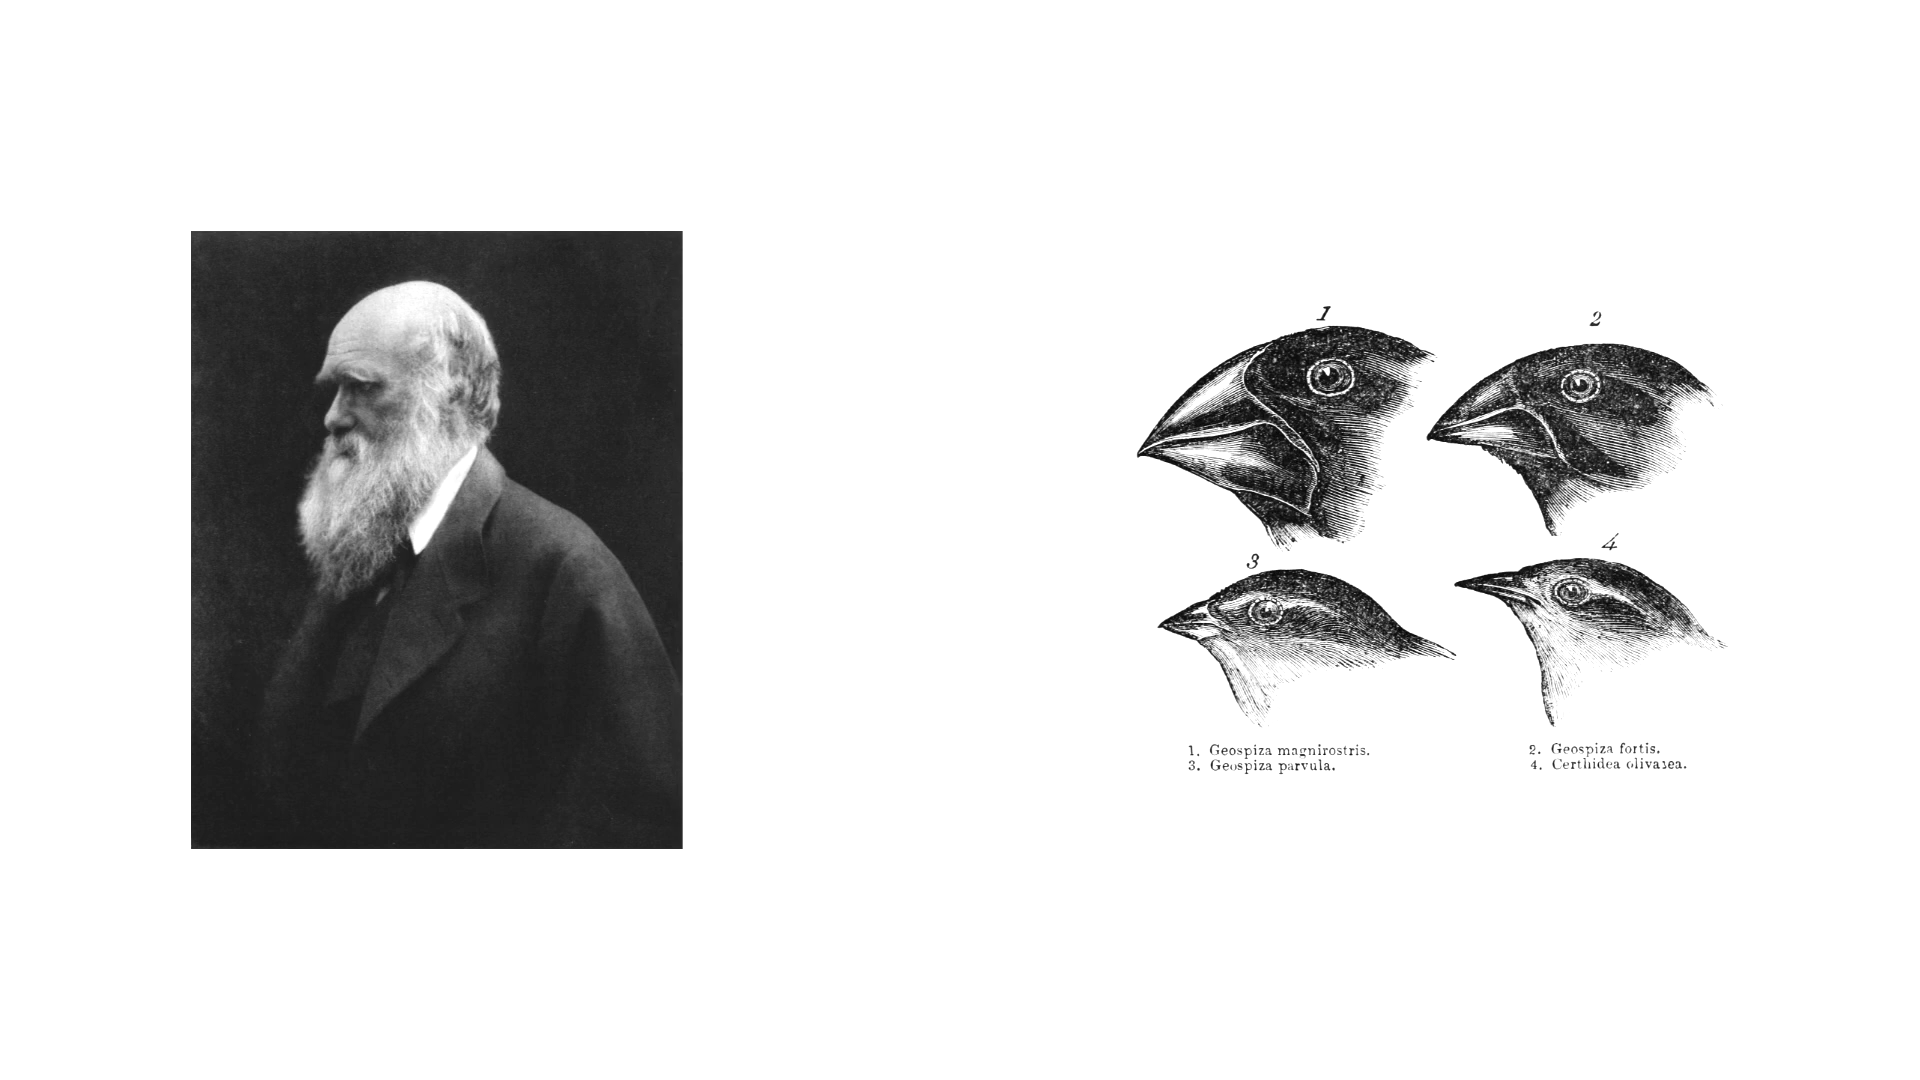 1
2
3
4
1. Geospiza magnirostris. 2. Geospiza fortis.
3. Geospiza parvula. 4. Certhidea olivasea.